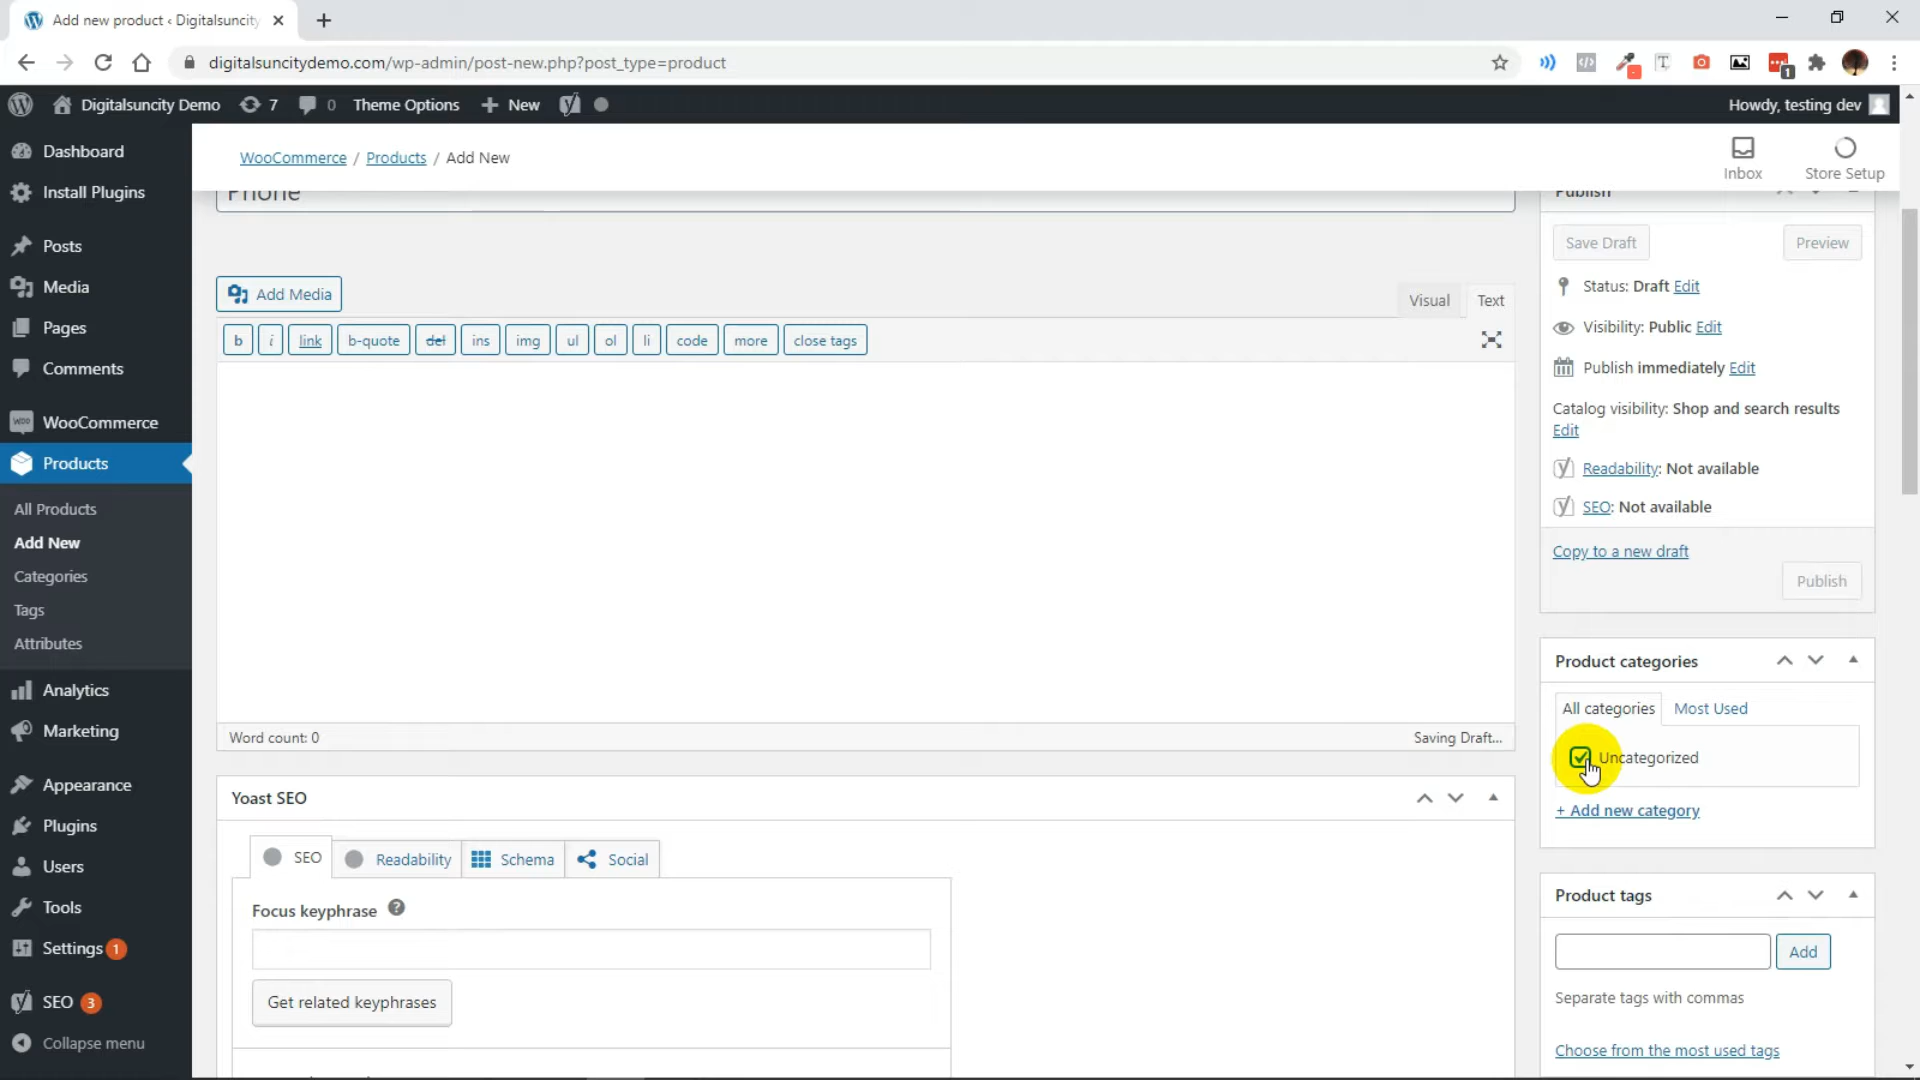 Add new product ‹ Digitalsuncity
digitalsuncitydemo.com/wp-admin/post-new.php?post_type=product
1
Digitalsuncity Demo 7 0 Theme Options + New
Howdy, testing dev
WooCommerce / Products / Add New
Inbox
Store Setup
Dashboard
Install Plugins
Posts
Media
Pages
Comments
WooCommerce
Products
All Products
Add New
Categories
Tags
Attributes
Analytics
Marketing
Appearance
Plugins
Users
Tools
Settings 1
SEO 3
Collapse menu
Phone
Add Media
Visual Text
b i link b-quote del ins img ul ol li code more close tags
Word count: 0
Saving Draft...
Yoast SEO
SEO Readability Schema Social
Focus keyphrase ?
Get related keyphrases
Publish
Save Draft Preview
Status: Draft Edit
Visibility: Public Edit
Publish immediately Edit
Catalog visibility: Shop and search results
Edit
Readability: Not available
SEO: Not available
Copy to a new draft
Publish
Product categories
All categories Most Used
Uncategorized
+ Add new category
Product tags
Add
Separate tags with commas
Choose from the most used tags